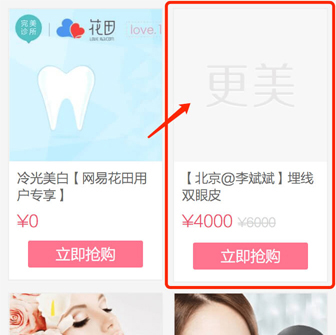 完美
诊所
花田
love.1
更美
冷光美白【网易花田用
户专享】
¥0
立即抢购
【北京@李斌斌】埋线
双眼皮
¥4000 ¥6000
立即抢购